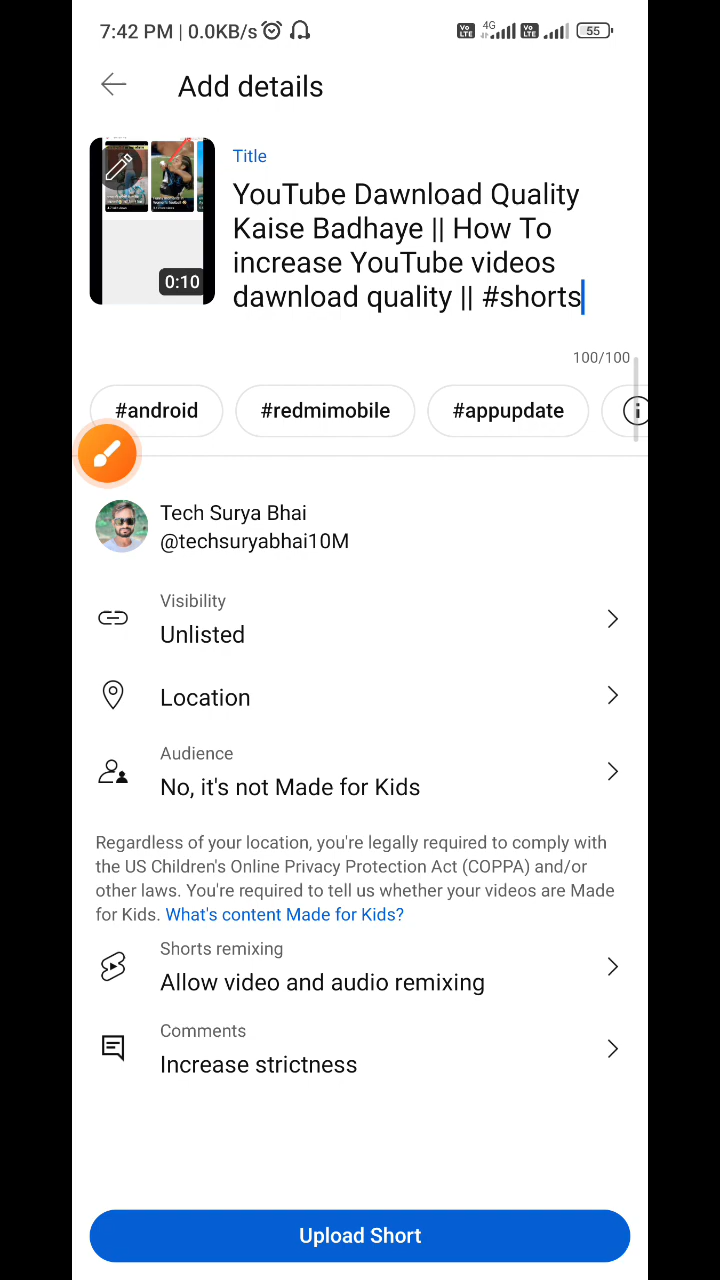 7:42 PM | 0.0KB/s
4G
55
Add details
Title
YouTube Dawnload Quality
Kaise Badhaye || How To
increase YouTube videos
dawnload quality || #shorts
0:10
100/100
#android
#redmimobile
#appupdate
Tech Surya Bhai
@techsuryabhai10M
Visibility
Unlisted
Location
Audience
No, it's not Made for Kids
Regardless of your location, you're legally required to comply with
the US Children's Online Privacy Protection Act (COPPA) and/or
other laws. You're required to tell us whether your videos are Made
for Kids. What's content Made for Kids?
Shorts remixing
Allow video and audio remixing
Comments
Increase strictness
Upload Short